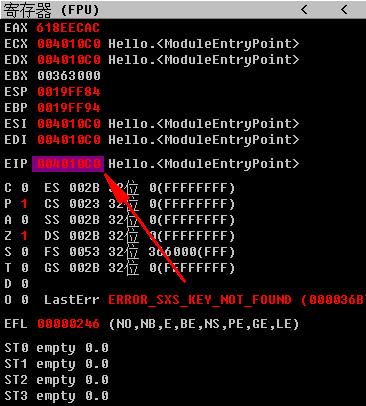 寄存器 (FPU) < <
EAX 618EECAC
ECX 004010C0 Hello.<ModuleEntryPoint>
EDX 004010C0 Hello.<ModuleEntryPoint>
EBX 00363000
ESP 0019FF84
EBP 0019FF94
ESI 004010C0 Hello.<ModuleEntryPoint>
EDI 004010C0 Hello.<ModuleEntryPoint>
EIP 004010C0 Hello.<ModuleEntryPoint>
C 0 ES 002B 32位 0(FFFFFFFF)
P 1 CS 0023 32位 0(FFFFFFFF)
A 0 SS 002B 32位 0(FFFFFFFF)
Z 1 DS 002B 32位 0(FFFFFFFF)
S 0 FS 0053 32位 366000(FFF)
T 0 GS 002B 32位 0(FFFFFFFF)
D 0
O 0 LastErr ERROR_SXS_KEY_NOT_FOUND (000036B7
EFL 00000246 (NO,NB,E,BE,NS,PE,GE,LE)
ST0 empty 0.0
ST1 empty 0.0
ST2 empty 0.0
ST3 empty 0.0